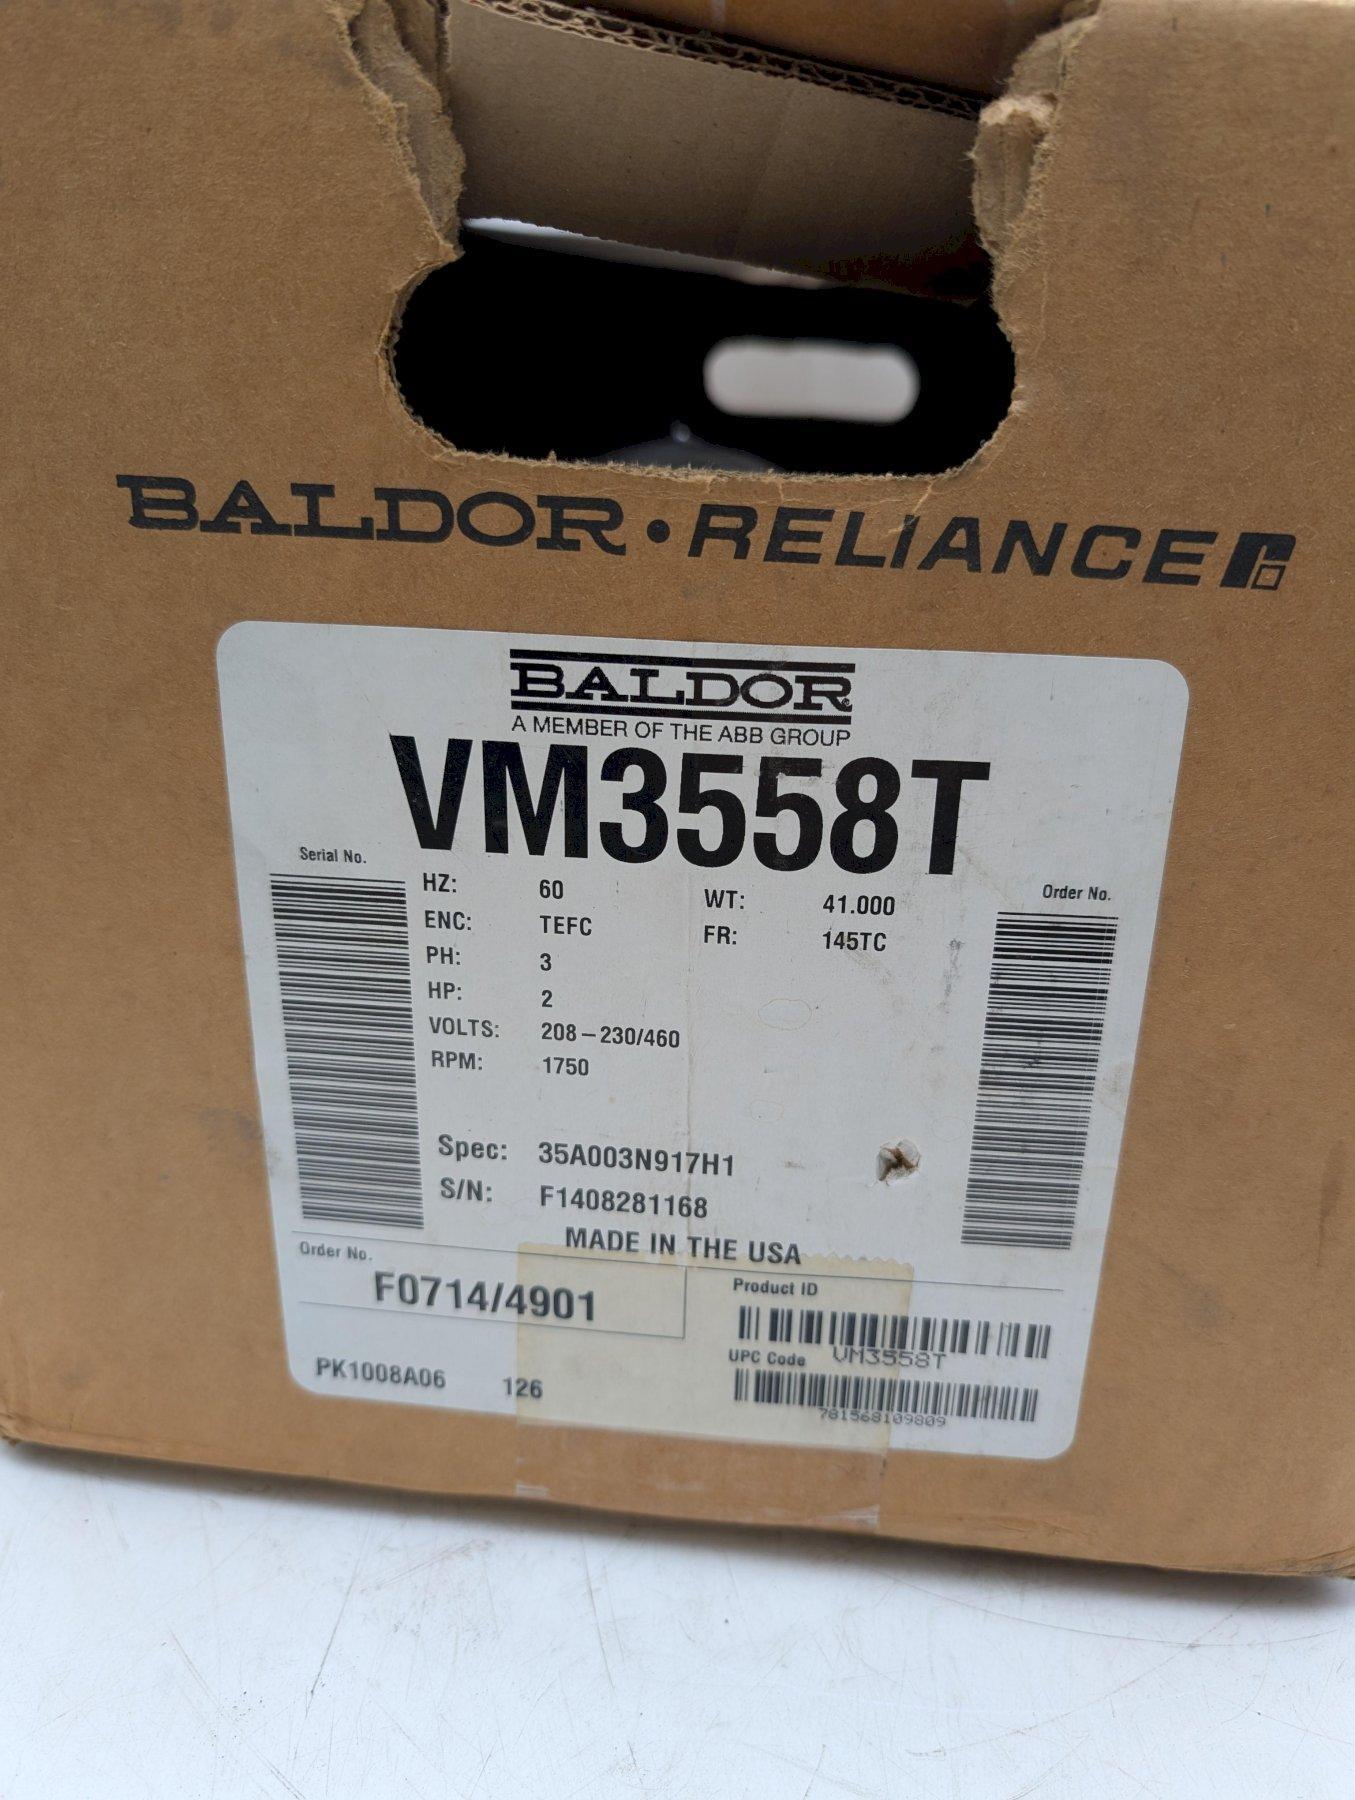 BALDOR • RELIANCE
BALDOR
A MEMBER OF THE ABB GROUP
VM3558T
Serial No.
Order No.
HZ: 60 WT: 41.000
ENC: TEFC FR: 145TC
PH: 3
HP: 2
VOLTS: 208-230/460
RPM: 1750
Spec: 35A003N917H1
S/N: F1408281168
MADE IN THE USA
Order No.
F0714/4901
Product ID
VM3558T
UPC Code
781568109809
PK1008A06 126